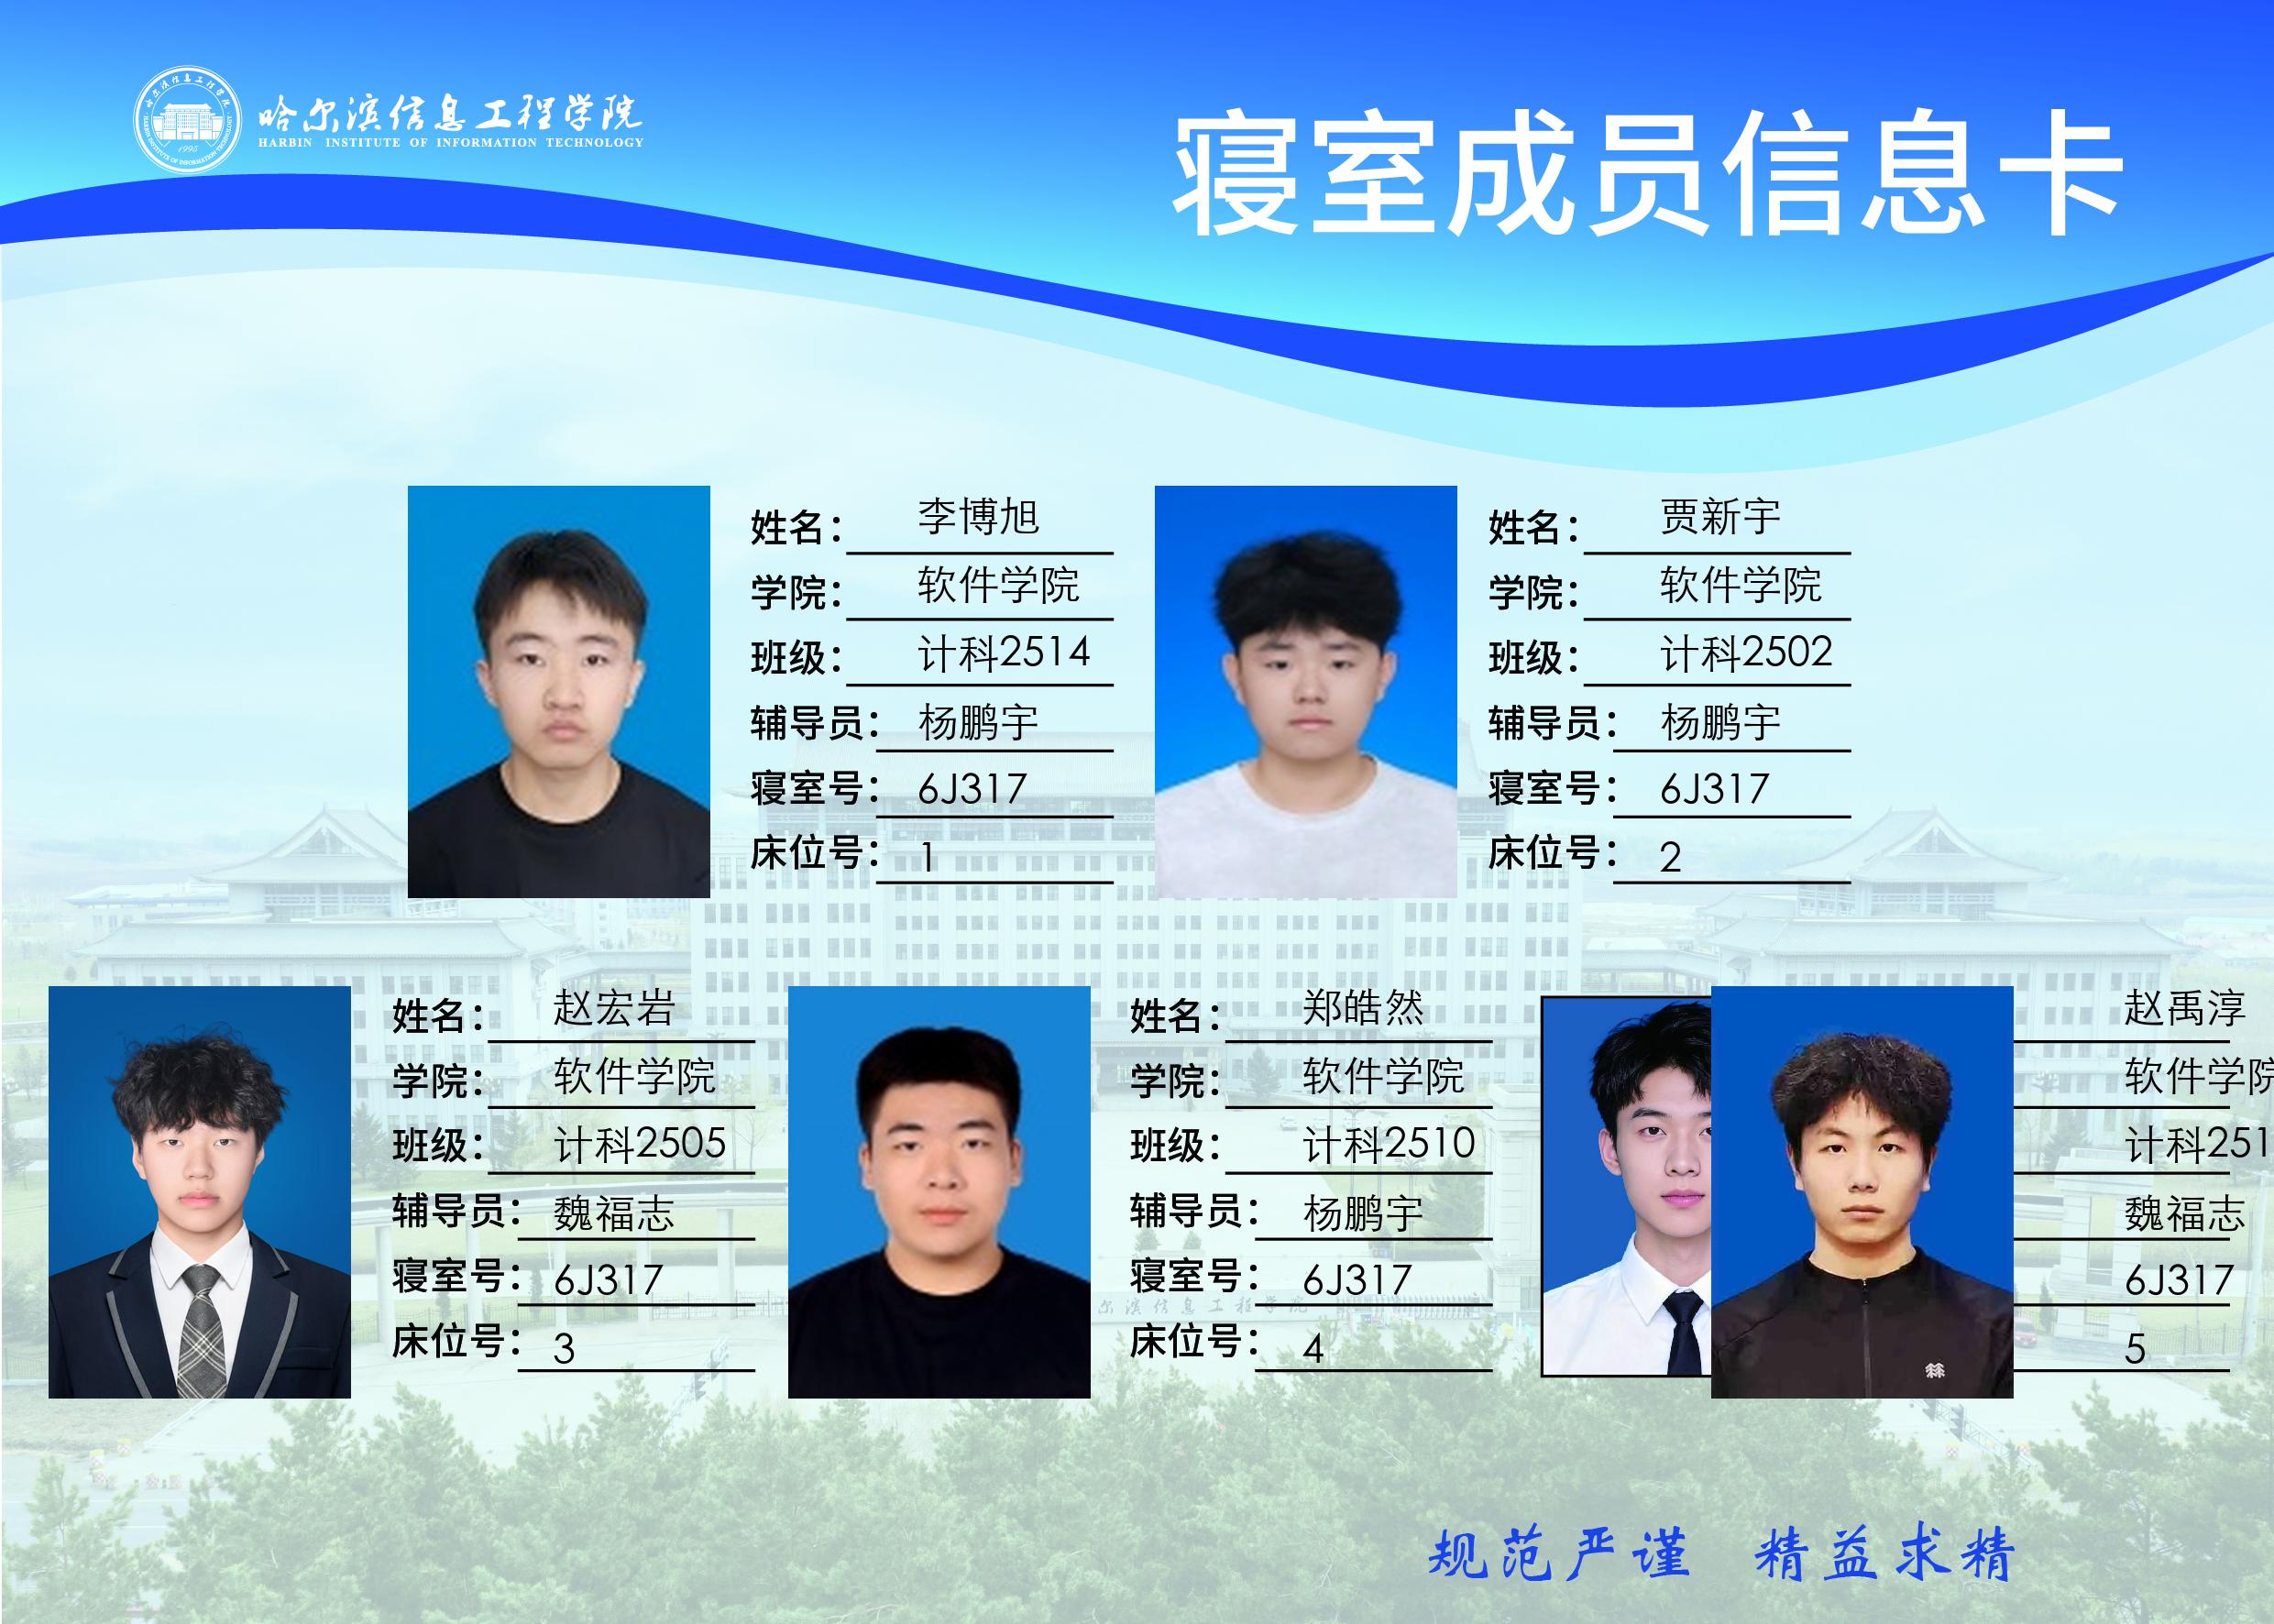 哈尔滨信息工程学院
HARBIN INSTITUTE OF INFORMATION TECHNOLOGY
1995
寝室成员信息卡
姓名：李博旭
学院：软件学院
班级：计科2514
辅导员：杨鹏宇
寝室号：6J317
床位号：1
姓名：贾新宇
学院：软件学院
班级：计科2502
辅导员：杨鹏宇
寝室号：6J317
床位号：2
姓名：赵宏岩
学院：软件学院
班级：计科2505
辅导员：魏福志
寝室号：6J317
床位号：3
姓名：郑皓然
学院：软件学院
班级：计科2510
辅导员：杨鹏宇
寝室号：6J317
床位号：4
赵禹淳
软件学院
计科251
魏福志
6J317
5
尔滨信息工程学院
规范严谨 精益求精